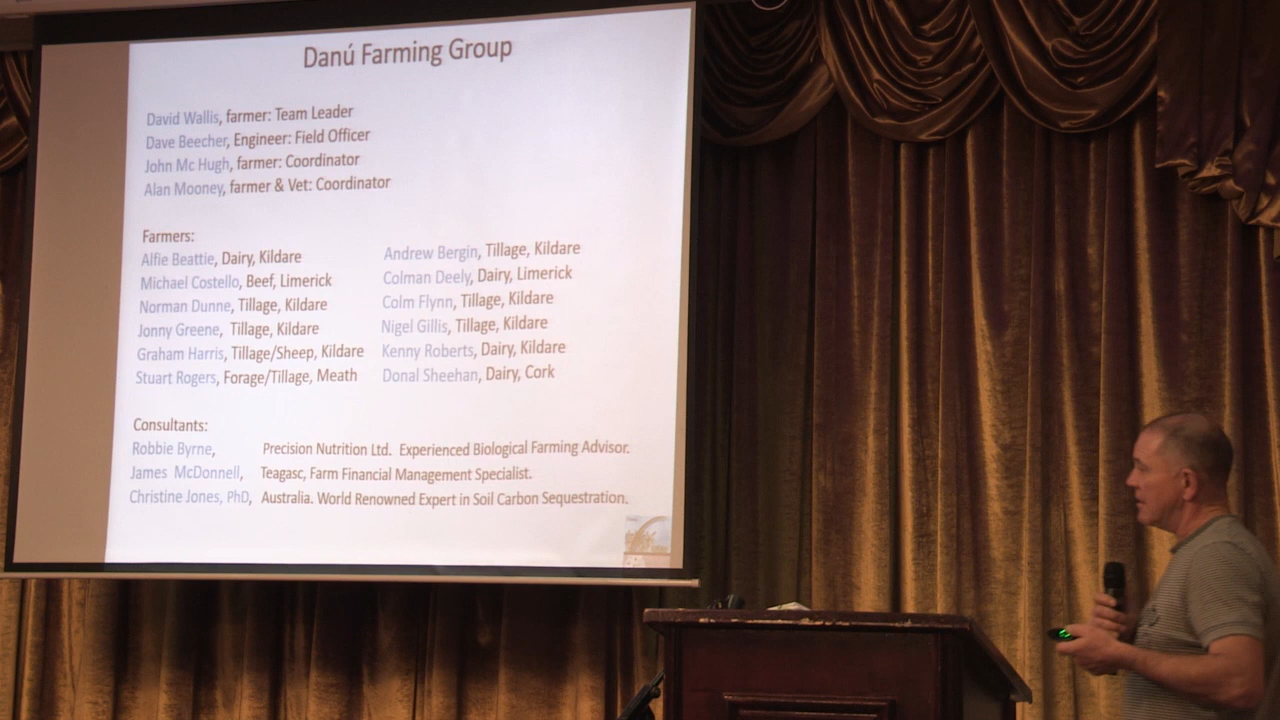 Danú Farming Group
David Wallis, farmer: Team Leader
Dave Beecher, Engineer: Field Officer
John Mc Hugh, farmer: Coordinator
Alan Mooney, farmer & Vet: Coordinator
Farmers:
Alfie Beattie, Dairy, Kildare
Michael Costello, Beef, Limerick
Norman Dunne, Tillage, Kildare
Jonny Greene, Tillage, Kildare
Graham Harris, Tillage/Sheep, Kildare
Stuart Rogers, Forage/Tillage, Meath
Andrew Bergin, Tillage, Kildare
Colman Deely, Dairy, Limerick
Colm Flynn, Tillage, Kildare
Nigel Gillis, Tillage, Kildare
Kenny Roberts, Dairy, Kildare
Donal Sheehan, Dairy, Cork
Consultants:
Robbie Byrne, Precision Nutrition Ltd. Experienced Biological Farming Advisor.
James McDonnell, Teagasc, Farm Financial Management Specialist.
Christine Jones, PhD, Australia. World Renowned Expert in Soil Carbon Sequestration.